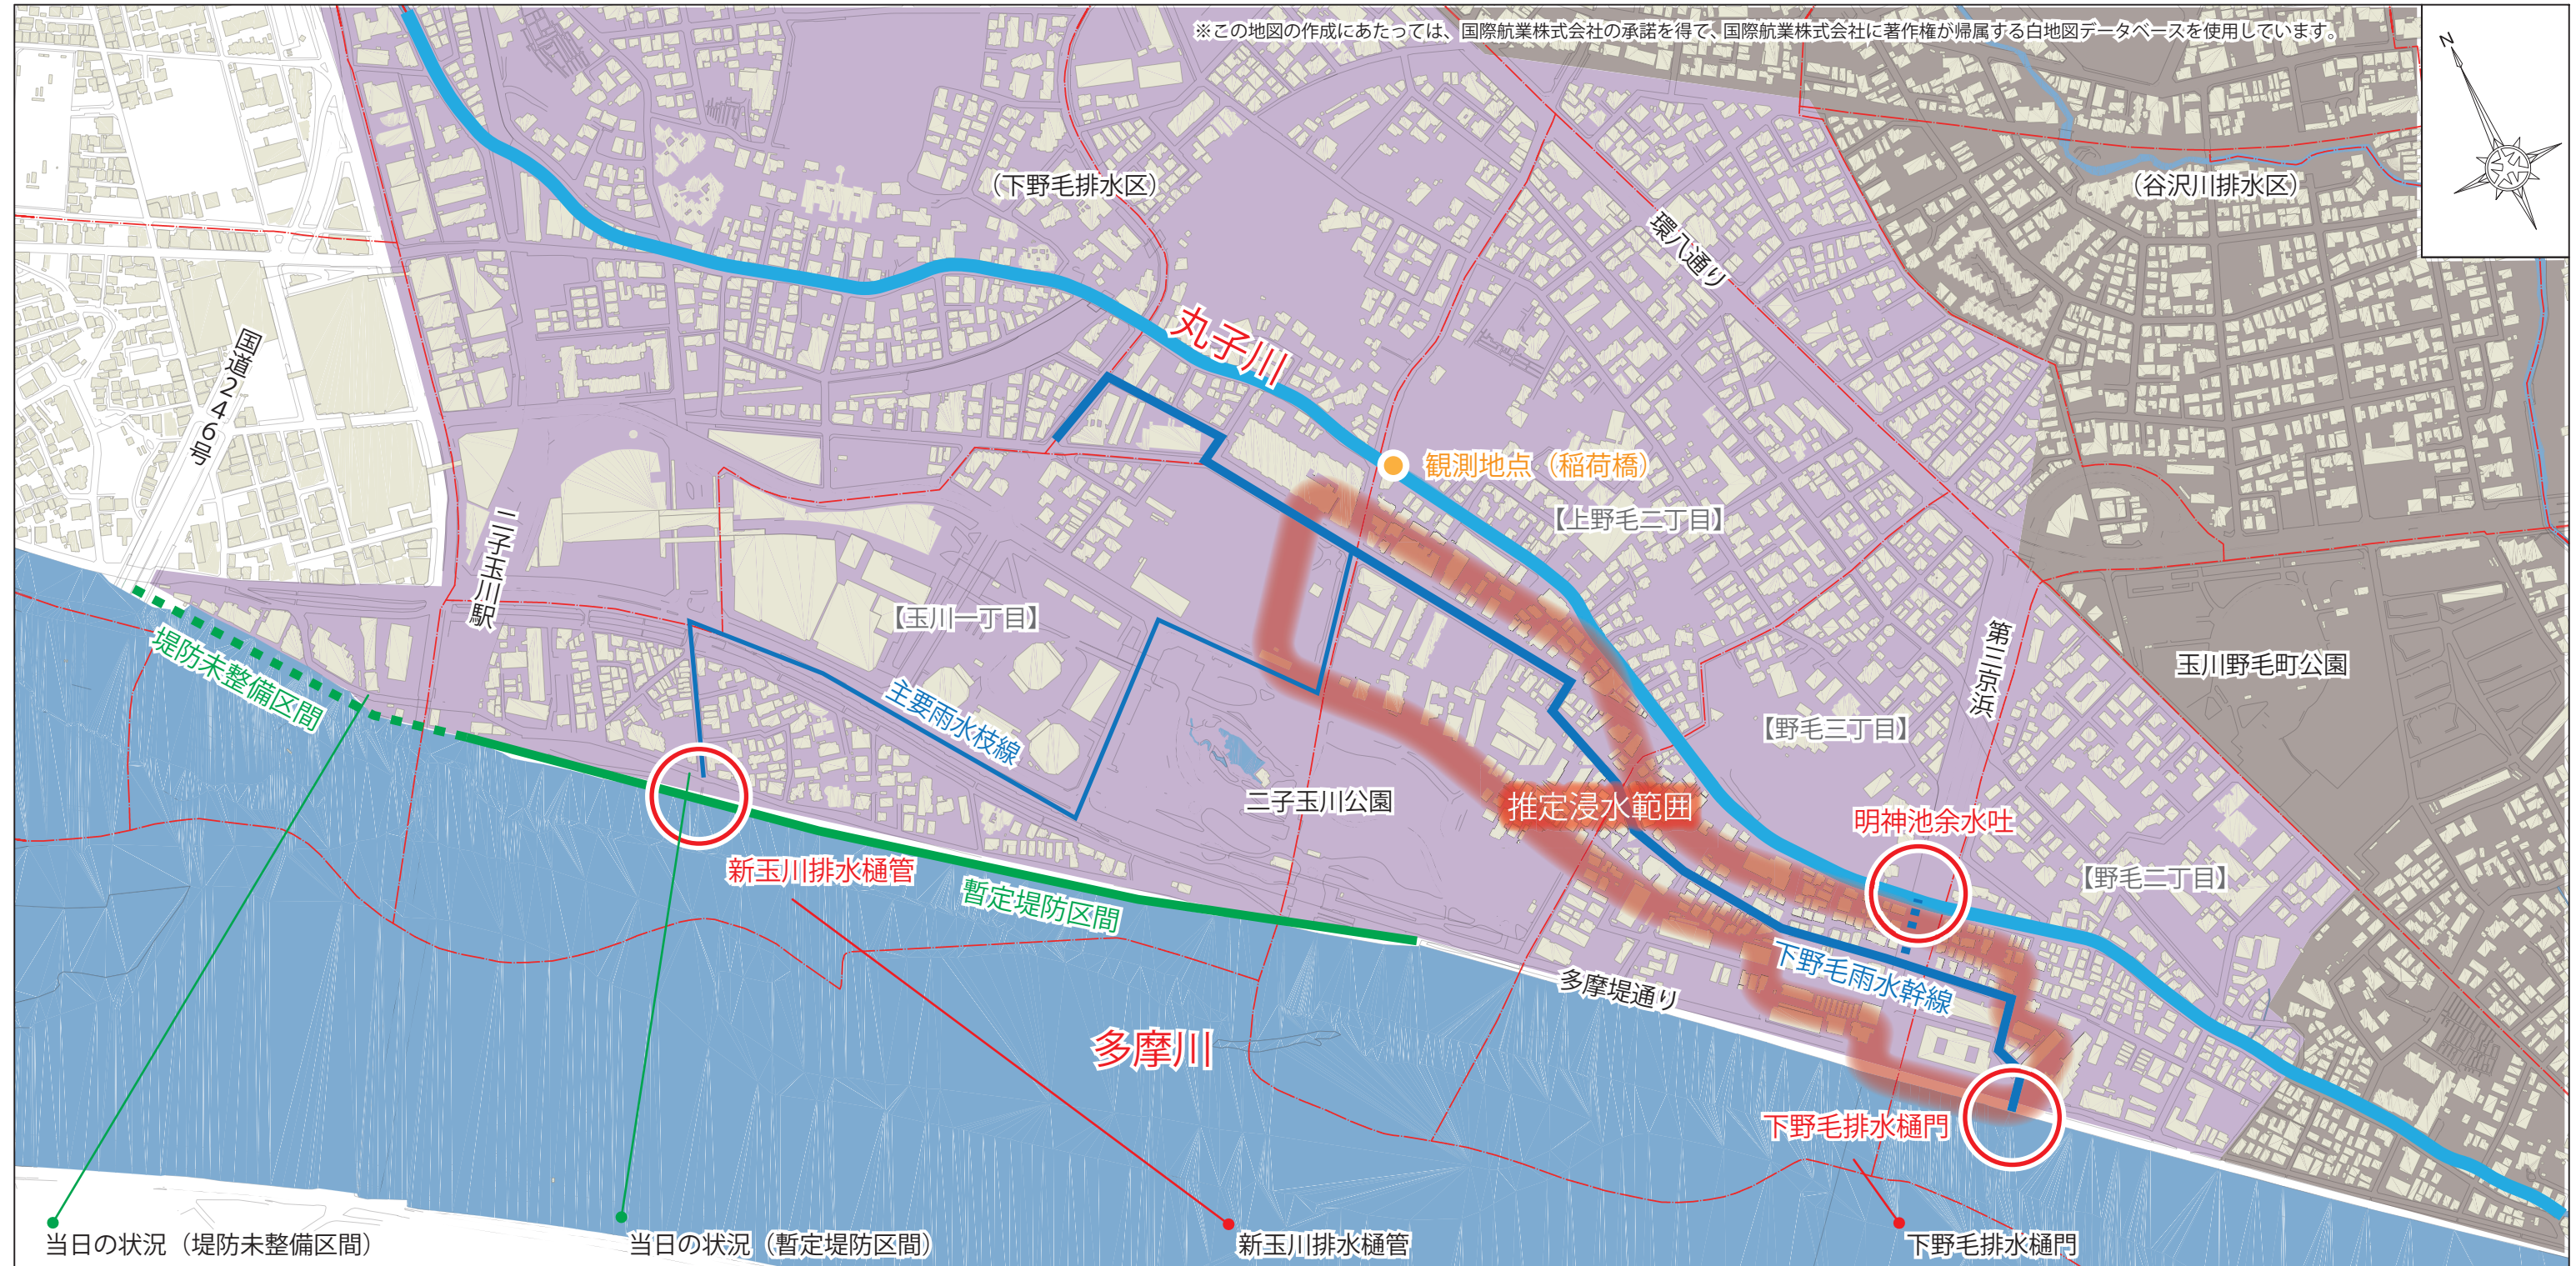 ※この地図の作成にあたっては、国際航業株式会社の承諾を得て、国際航業株式会社に著作権が帰属する白地図データベースを使用しています。
N
（下野毛排水区）
（谷沢川排水区）
環八通り
丸子川
国道246号
観測地点（稲荷橋）
【上野毛二丁目】
二子玉川駅
【玉川一丁目】
堤防未整備区間
主要雨水枝線
第三京浜
玉川野毛町公園
【野毛三丁目】
二子玉川公園
推定浸水範囲
明神池余水吐
新玉川排水樋管
暫定堤防区間
【野毛二丁目】
下野毛雨水幹線
多摩堤通り
多摩川
下野毛排水樋門
当日の状況（堤防未整備区間）
当日の状況（暫定堤防区間）
新玉川排水樋管
下野毛排水樋門